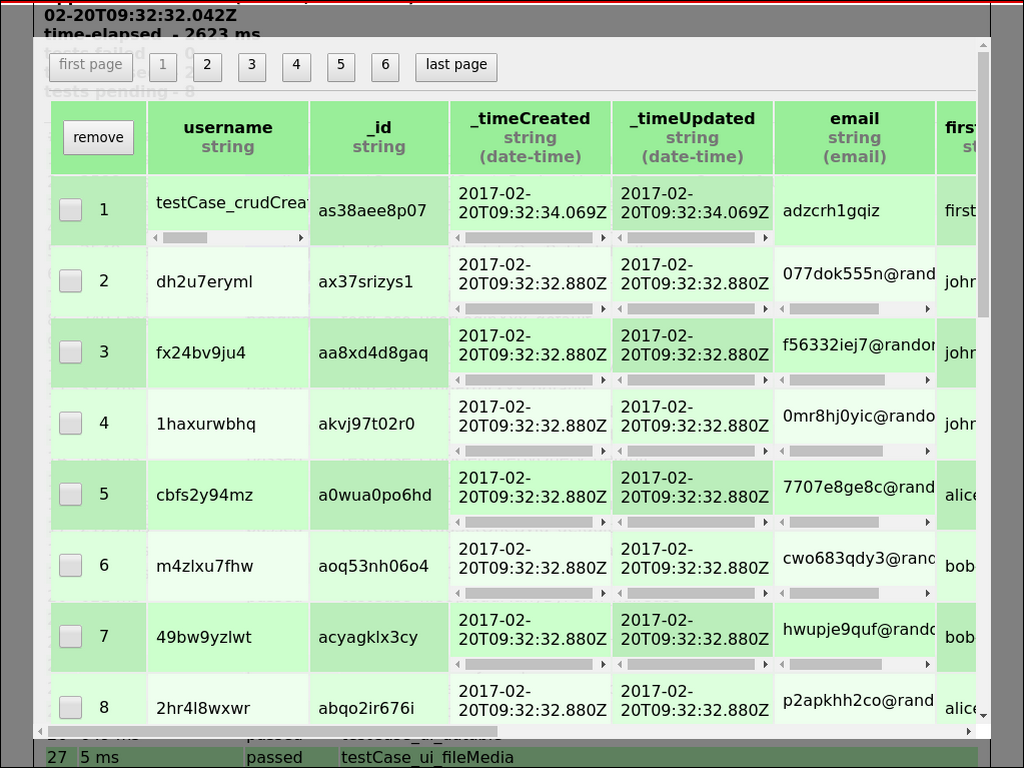 02-20T09:32:32.042Z
time-elapsed - 2623 ms
tests failed - 0
tests pending - 8
first page 1 2 3 4 5 6 last page
remove
username
string
_id
string
_timeCreated
string
(date-time)
_timeUpdated
string
(date-time)
email
string
(email)
1 testCase_crudCrea as38aee8p07 2017-02-20T09:32:34.069Z 2017-02-20T09:32:34.069Z adzcrh1gqiz first
2 dh2u7eryml ax37srizys1 2017-02-20T09:32:32.880Z 2017-02-20T09:32:32.880Z 077dok555n@rand john
3 fx24bv9ju4 aa8xd4d8gaq 2017-02-20T09:32:32.880Z 2017-02-20T09:32:32.880Z f56332iej7@randor john
4 1haxurwbhq akvj97t02r0 2017-02-20T09:32:32.880Z 2017-02-20T09:32:32.880Z 0mr8hj0yic@rando john
5 cbfs2y94mz a0wua0po6hd 2017-02-20T09:32:32.880Z 2017-02-20T09:32:32.880Z 7707e8ge8c@rand alice
6 m4zlxu7fhw aoq53nh06o4 2017-02-20T09:32:32.880Z 2017-02-20T09:32:32.880Z cwo683qdy3@rand bob
7 49bw9yzlwt acyagklx3cy 2017-02-20T09:32:32.880Z 2017-02-20T09:32:32.880Z hwupje9quf@rando bob
8 2hr4l8wxwr abqo2ir676i 2017-02-20T09:32:32.880Z 2017-02-20T09:32:32.880Z p2apkhh2co@rand alice
27 5 ms passed testCase_ui_fileMedia